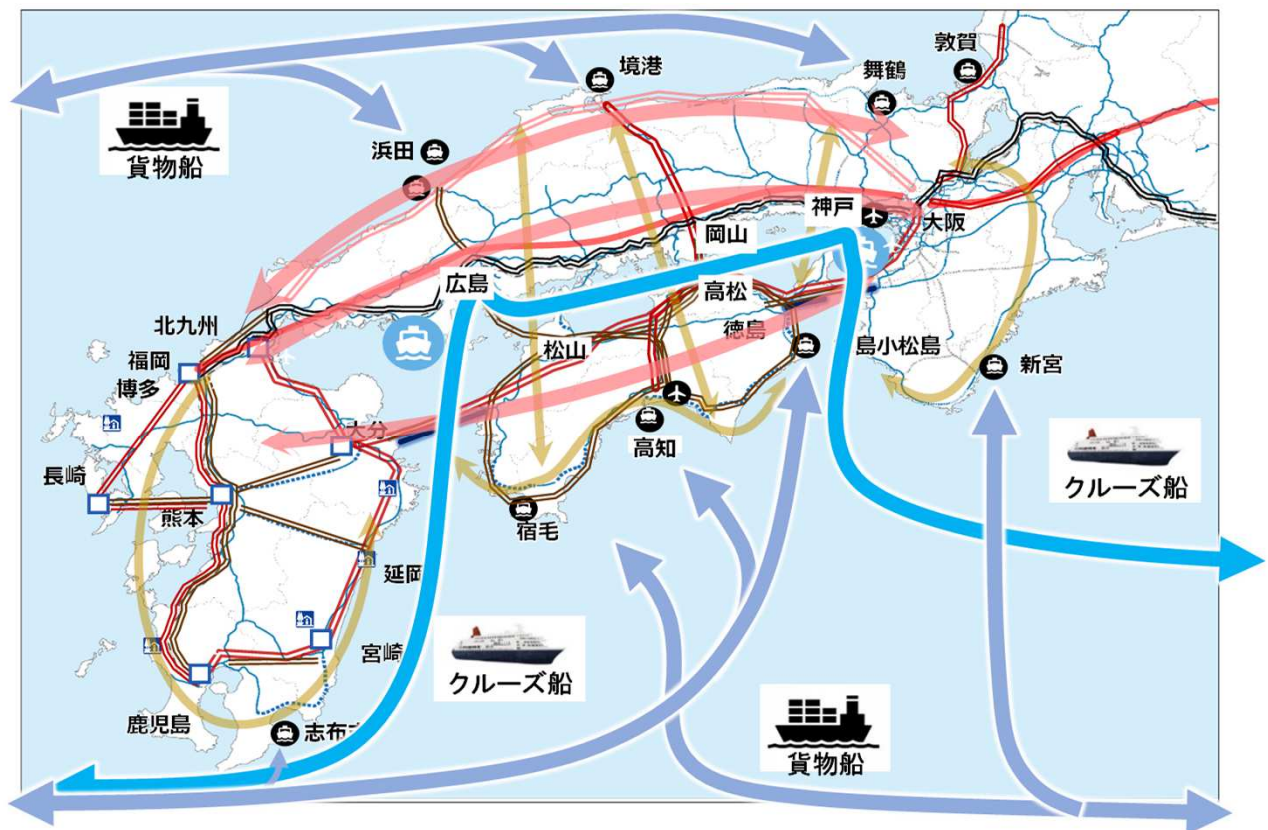 敦賀
境港
舞鶴
貨物船
浜田
神戸
大阪
岡山
広島
高松
北九州
徳島
福岡
松山
島小松島
新宮
博多
大分
高知
長崎
クルーズ船
熊本
宿毛
延岡
宮崎
クルーズ船
鹿児島
志布
貨物船